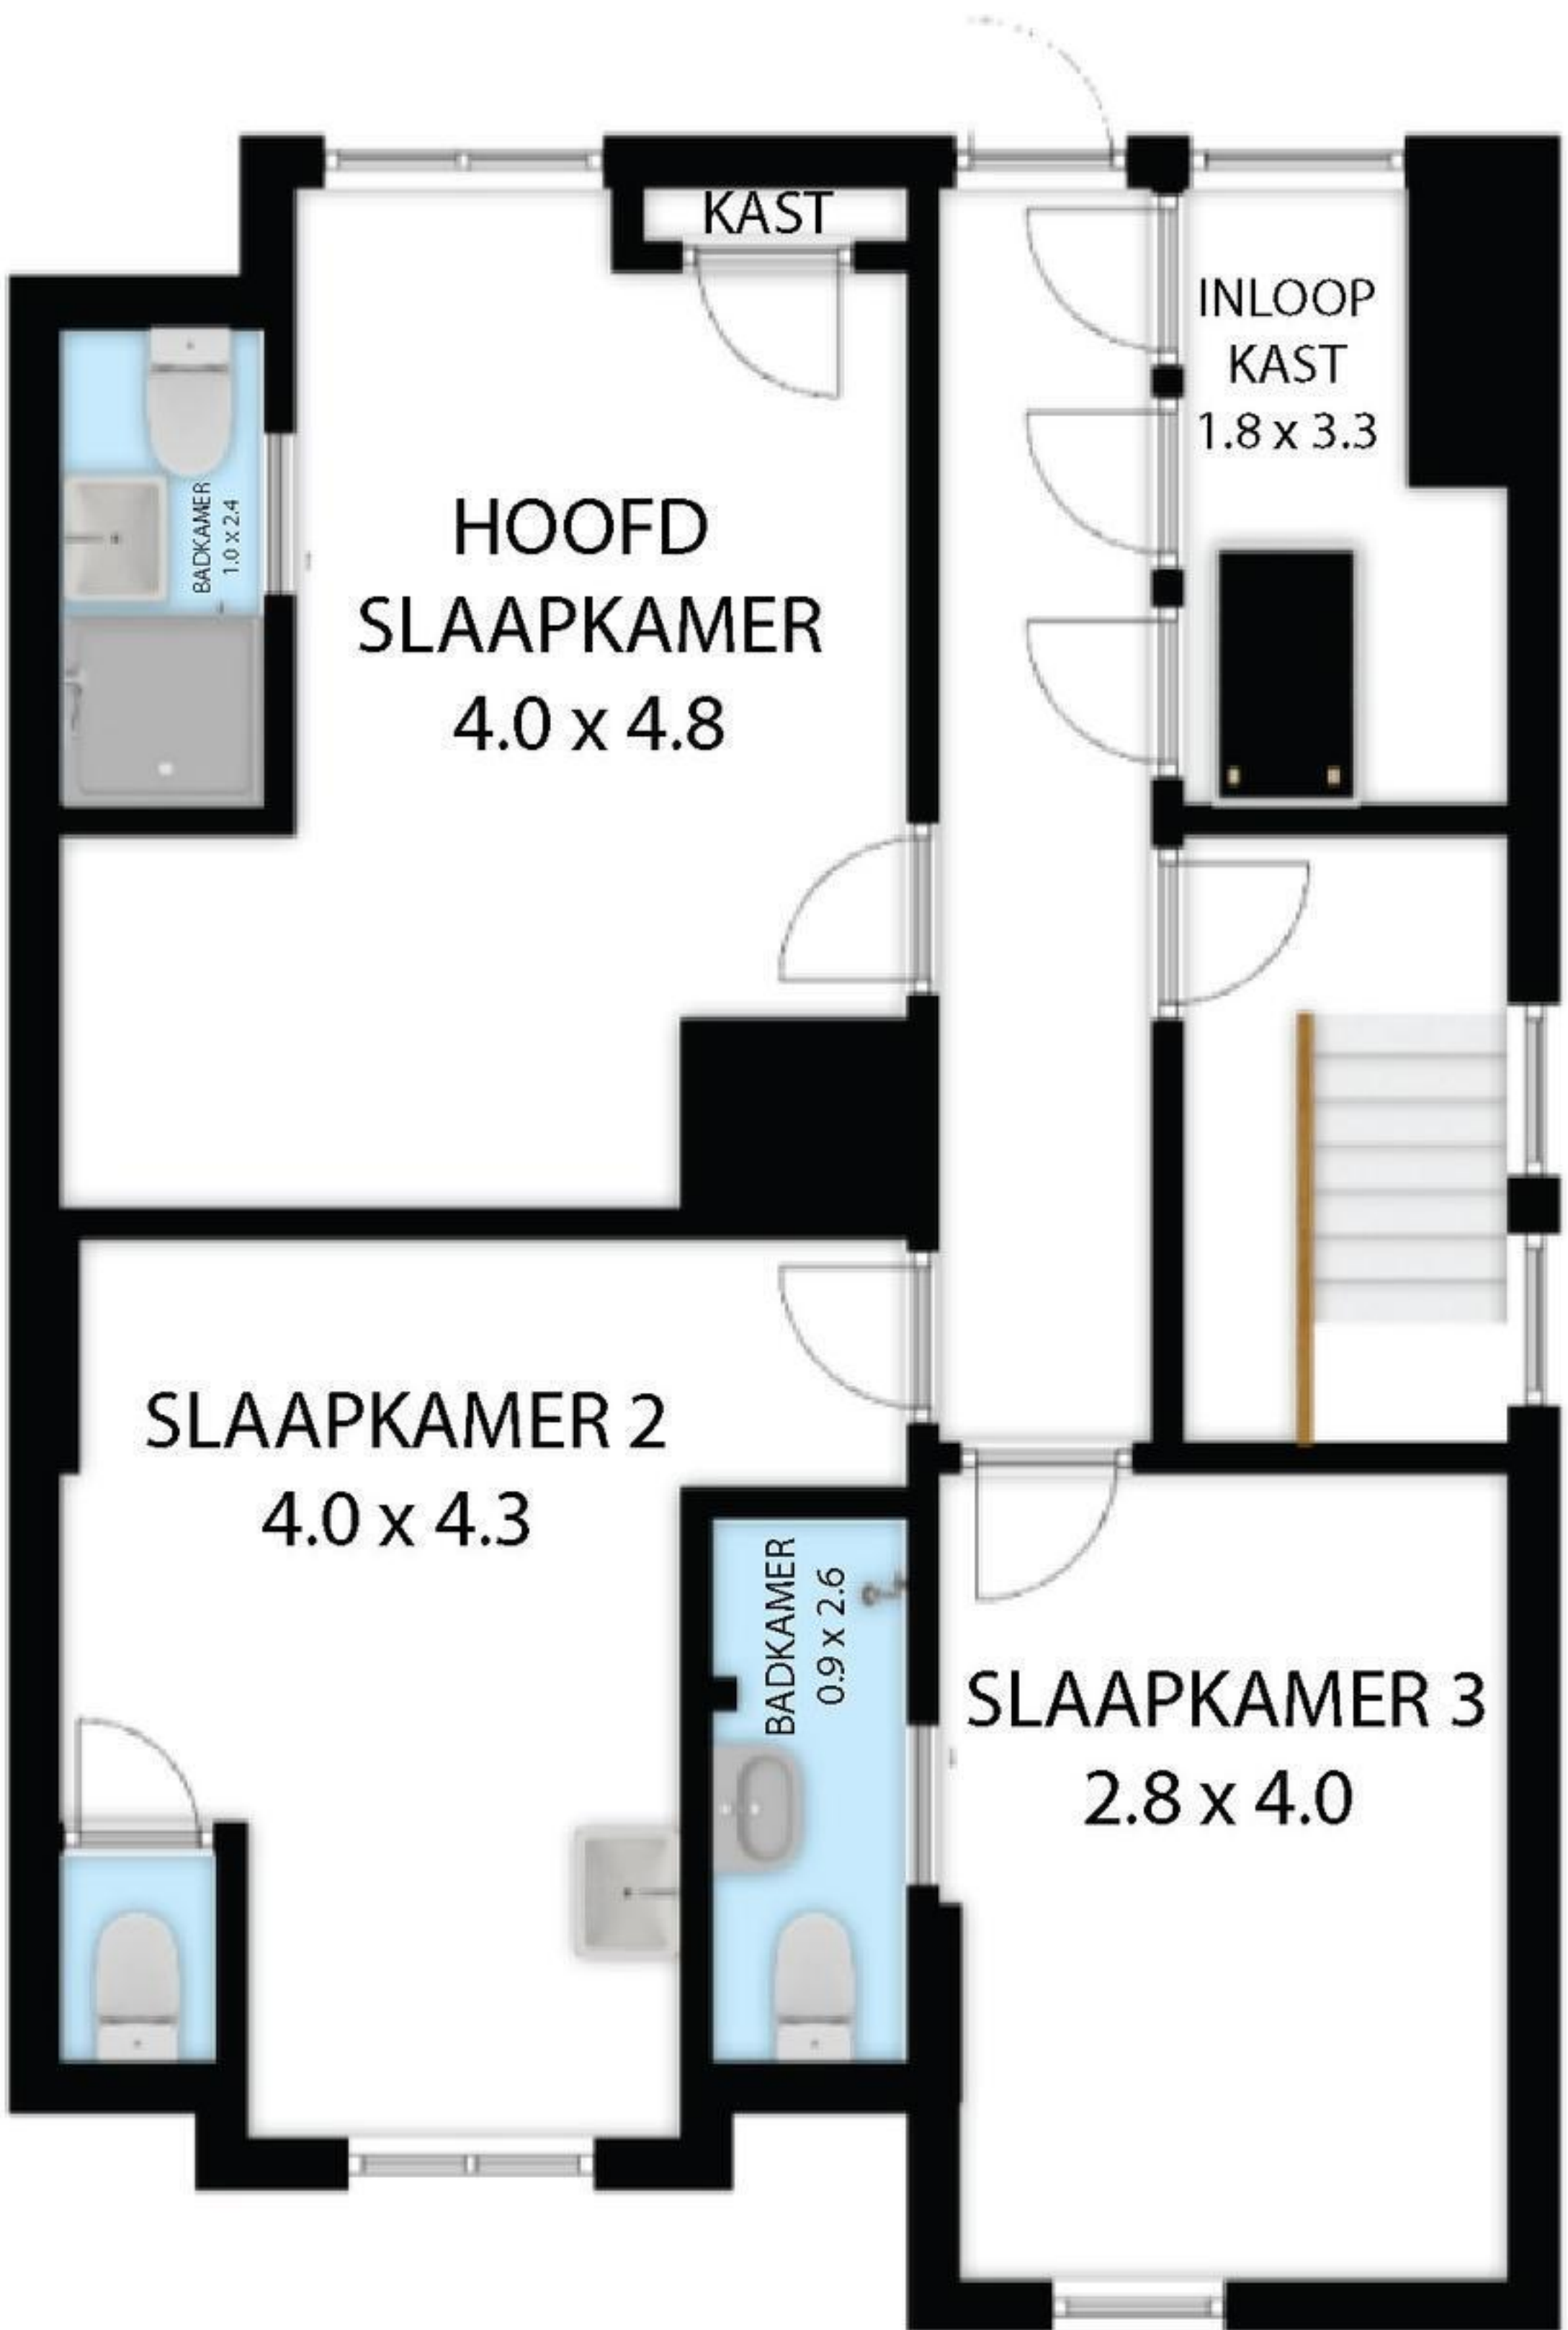 KAST
INLOOP
KAST
1.8 x 3.3
HOOFD
SLAAPKAMER
4.0 x 4.8
BADKAMER
1.0 x 2.4
SLAAPKAMER 2
4.0 x 4.3
BADKAMER
0.9 x 2.6
SLAAPKAMER 3
2.8 x 4.0